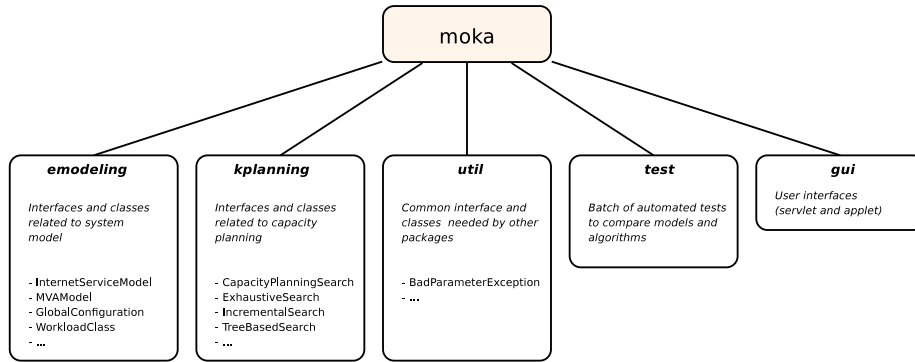 moka
emodeling
Interfaces and classes
related to system
model
- InternetServiceModel
- MVAModel
- GlobalConfiguration
- WorkloadClass
- ...
kplanning
Interfaces and classes
related to capacity
planning
- CapacityPlanningSearch
- ExhaustiveSearch
- IncrementalSearch
- TreeBasedSearch
- ...
util
Common interface and
classes  needed by other
packages
- BadParameterException
- ...
test
Batch of automated tests
to compare models and
algorithms
gui
User interfaces
(servlet and applet)